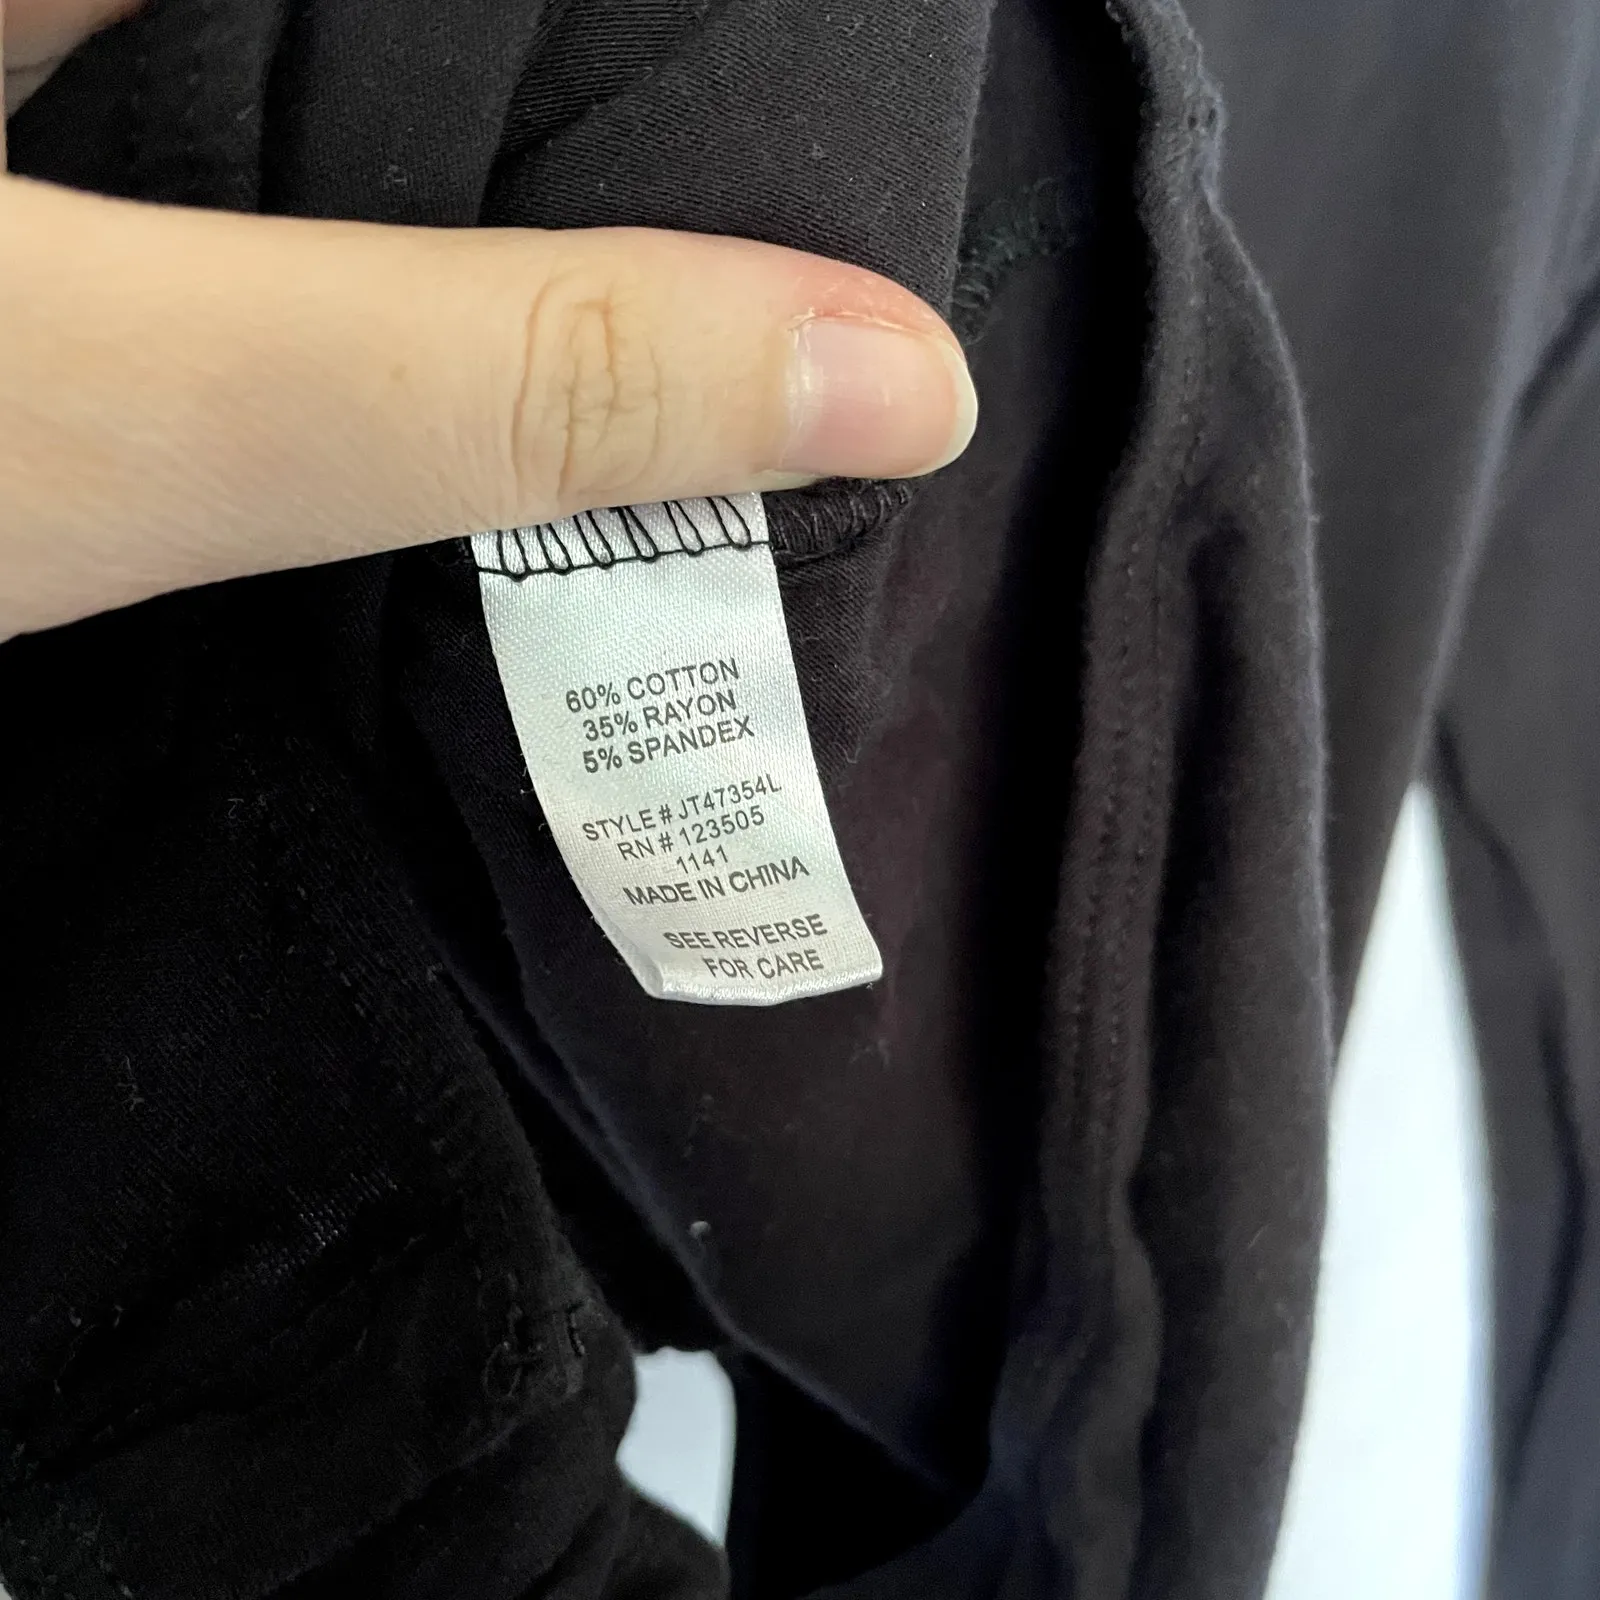 60% COTTON
35% RAYON
5% SPANDEX
STYLE # JT47354L
RN # 123505
1141
MADE IN CHINA
SEE REVERSE
FOR CARE